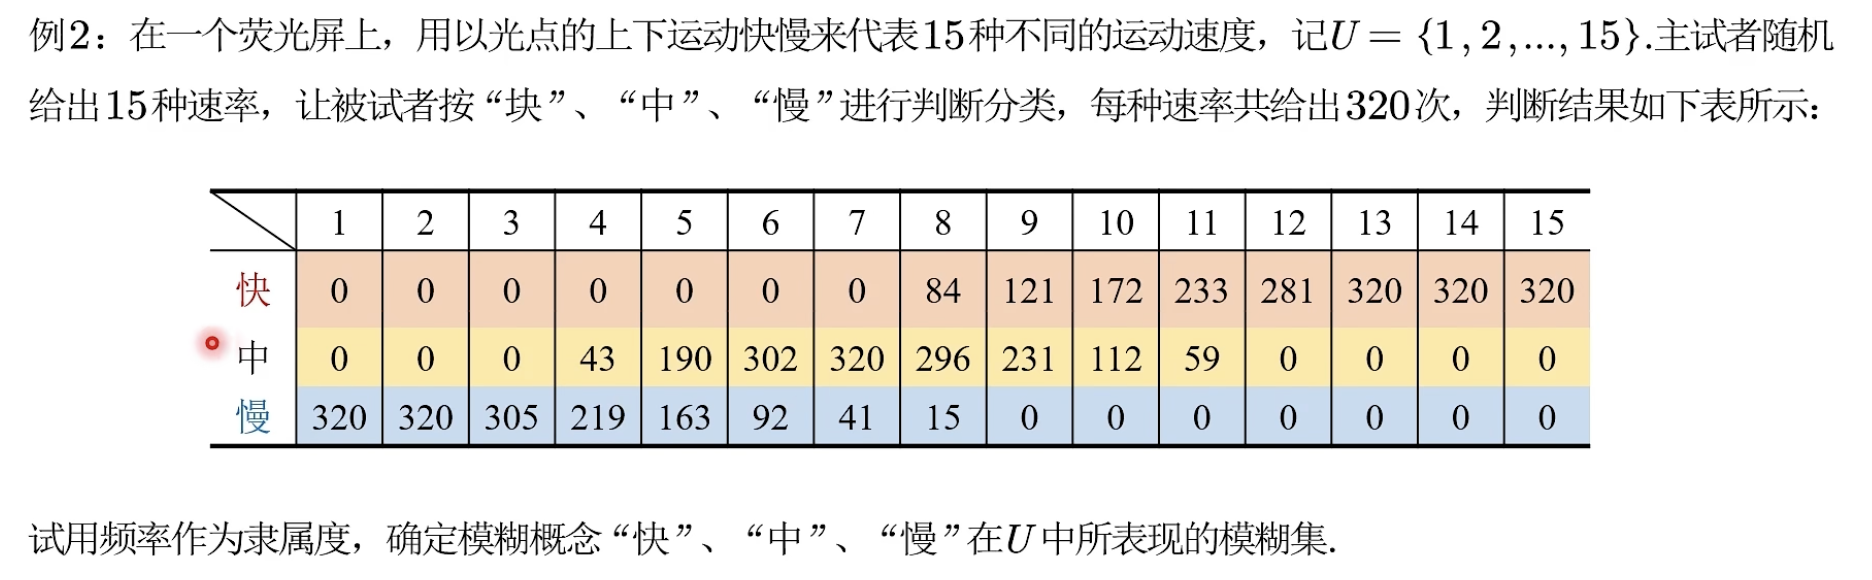 例2：在一个荧光屏上，用以光点的上下运动快慢来代表15种不同的运动速度，记U = {1, 2,..., 15}.主试者随机
给出15种速率，让被试者按“块”、“中”、“慢”进行判断分类，每种速率共给出320次，判断结果如下表所示：
1 2 3 4 5 6 7 8 9 10 11 12 13 14 15
快 0 0 0 0 0 0 0 84 121 172 233 281 320 320 320
中 0 0 0 43 190 302 320 296 231 112 59 0 0 0 0
慢 320 320 305 219 163 92 41 15 0 0 0 0 0 0 0
试用频率作为隶属度，确定模糊概念“快”、“中”、“慢”在U中所表现的模糊集.